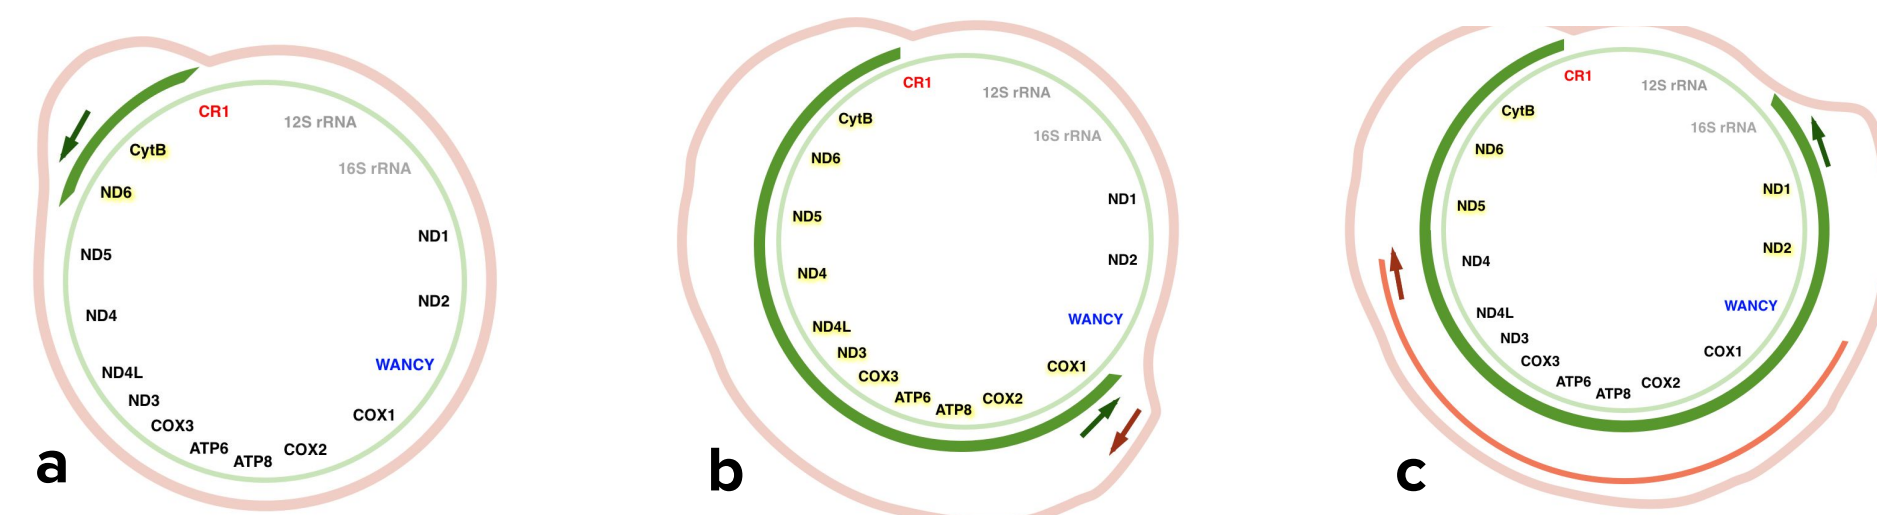 CR1
12S rRNA
CytB
16S rRNA
ND6
ND1
ND5
ND2
ND4
WANCY
ND4L
ND3
COX1
COX3
ATP6
COX2
ATP8
a
CR1
12S rRNA
CytB
16S rRNA
ND6
ND1
ND5
ND2
ND4
WANCY
ND4L
ND3
COX1
COX3
ATP6
COX2
ATP8
b
CR1
12S rRNA
CytB
16S rRNA
ND6
ND1
ND5
ND2
ND4
WANCY
ND4L
ND3
COX1
COX3
ATP6
COX2
ATP8
c